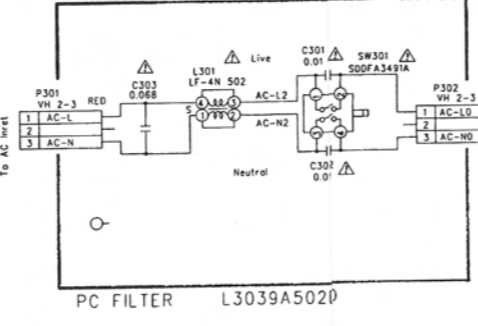 C301
0.01
SW301
SDDFA3491A
L301
LF-4N 502
Live
C303
0.068
P301
VH 2-3
RED
P302
VH 2-3
AC-L2
AC-N2
S
4 3
1 2
1 AC-L
2
3 AC-N
1 AC-LO
2
3 AC-NO
To AC Inret
Neutral
C302
0.01
PC FILTER L3039A502D